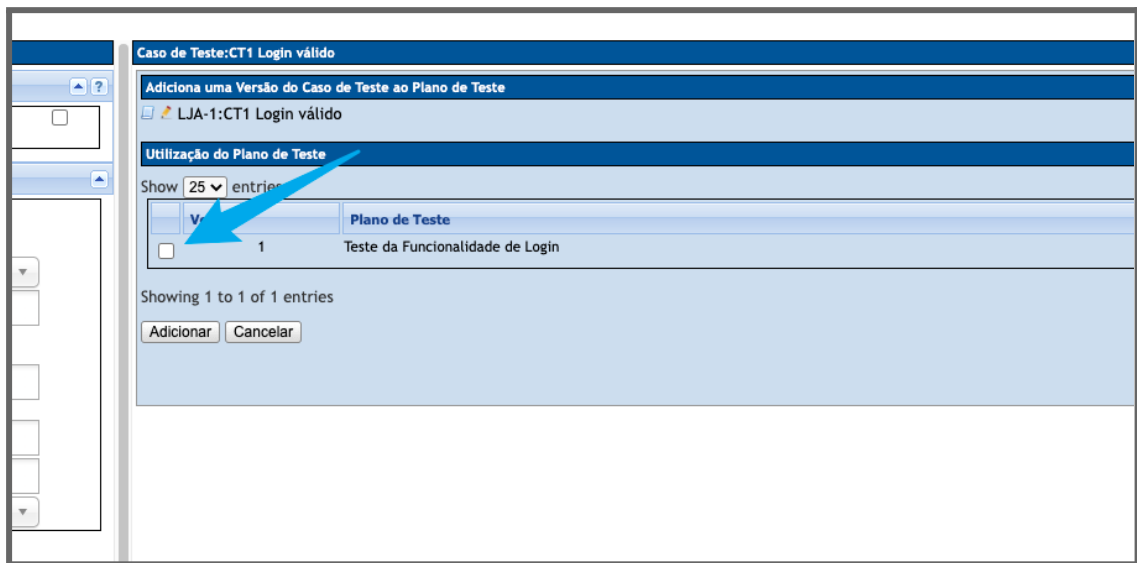 Caso de Teste:CT1 Login válido
?
Adiciona uma Versão do Caso de Teste ao Plano de Teste
LJA-1:CT1 Login válido
Utilização do Plano de Teste
Show 25 entries
Plano de Teste
1 Teste da Funcionalidade de Login
Showing 1 to 1 of 1 entries
Adicionar Cancelar